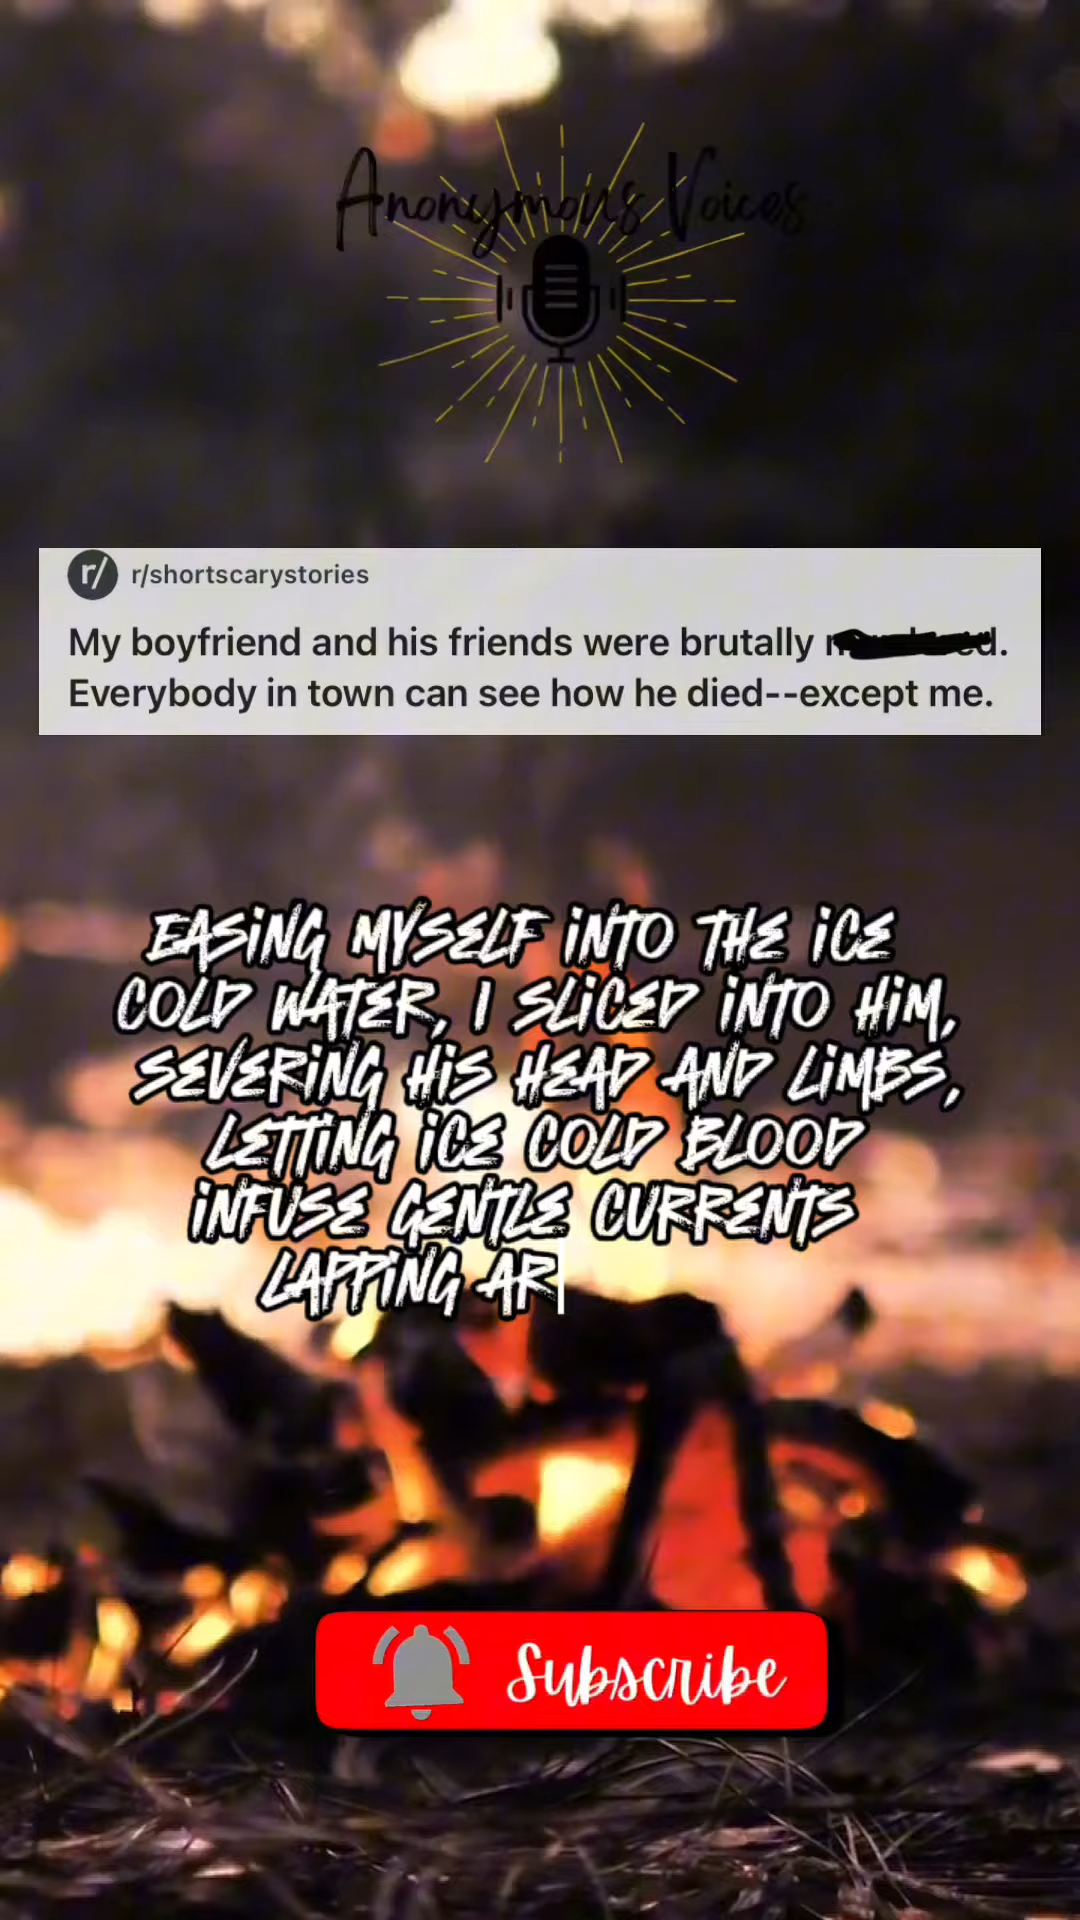 Anonymous Voices
r/ r/shortscarystories
My boyfriend and his friends were brutally
Everybody in town can see how he died--except me.
EASING MYSELF INTO THE ICE
COLD WATER, I SLICED INTO HIM,
SEVERING HIS HEAD AND LIMBS,
LETTING ICE COLD BLOOD
INFUSE GENTLE CURRENTS
LAPPING AR
Subscribe